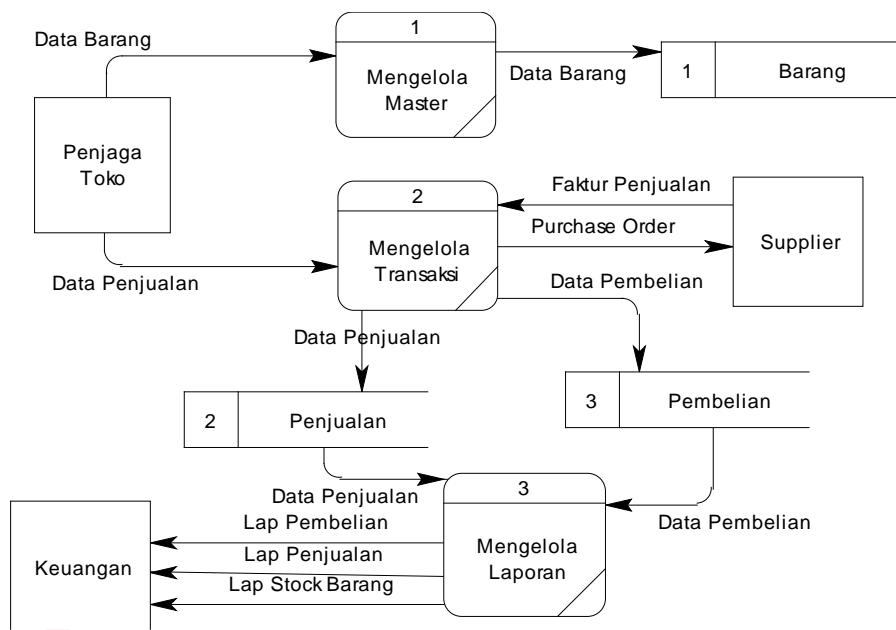 Data Barang
1
Mengelola
Master
Data Barang
1
Barang
Penjaga
Toko
2
Mengelola
Transaksi
Faktur Penjualan
Purchase Order
Supplier
Data Penjualan
Data Pembelian
Data Penjualan
3
Pembelian
2
Penjualan
Data Penjualan
3
Mengelola
Laporan
Data Pembelian
Lap Pembelian
Lap Penjualan
Lap Stock Barang
Keuangan